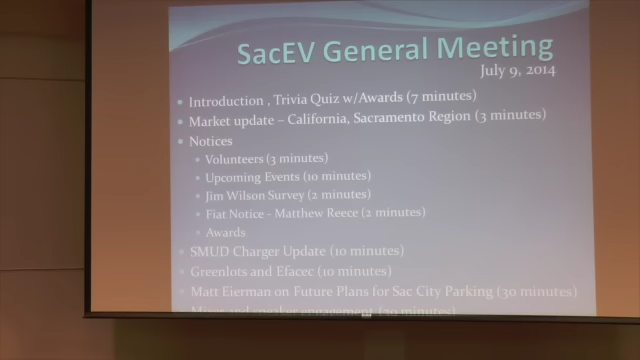 SacEV General Meeting
July 9, 2014
Introduction , Trivia Quiz w/Awards (7 minutes)
Market update – California, Sacramento Region (3 minutes)
Notices
Volunteers (3 minutes)
Upcoming Events (10 minutes)
Jim Wilson Survey (2 minutes)
Fiat Notice - Matthew Reece (2 minutes)
Awards
SMUD Charger Update (10 minutes)
Greenlots and Efacec (10 minutes)
Matt Eierman on Future Plans for Sac City Parking (30 minutes)